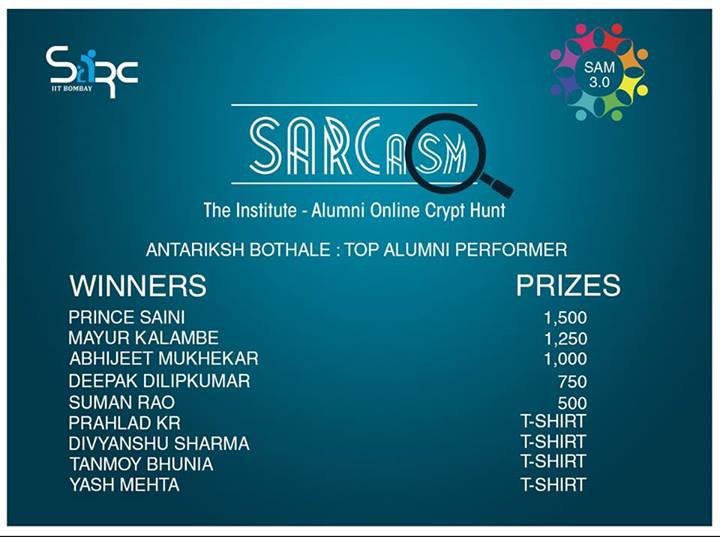 SARC
IIT BOMBAY
SAM
3.0
SARCASM
The Institute - Alumni Online Crypt Hunt
ANTARIKSH BOTHALE : TOP ALUMNI PERFORMER
WINNERS PRIZES
PRINCE SAINI 1,500
MAYUR KALAMBE 1,250
ABHIJEET MUKHEKAR 1,000
DEEPAK DILIPKUMAR 750
SUMAN RAO 500
PRAHLAD KR T-SHIRT
DIVYANSHU SHARMA T-SHIRT
TANMOY BHUNIA T-SHIRT
YASH MEHTA T-SHIRT